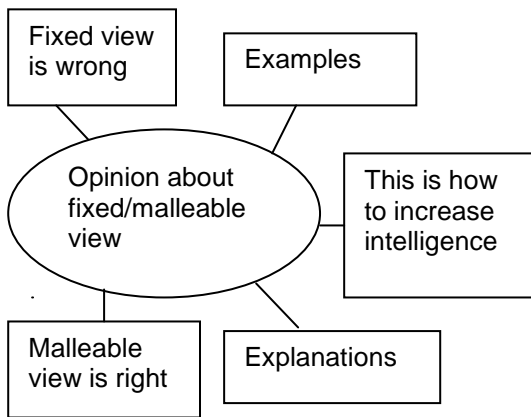 Fixed view
is wrong
Examples
Opinion about
fixed/malleable
view
This is how
to increase
intelligence
Malleable
view is right
Explanations